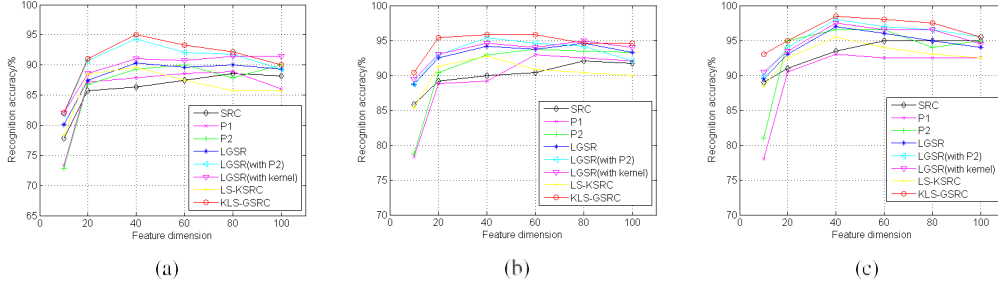 Recognition accuracy/%
100
95
90
85
80
75
70
65
0 20 40 60 80 100
Feature dimension
SRC
P1
P2
LGSR
LGSR(with P2)
LGSR(with kernel)
LS-KSRC
KLS-GSRC
(a)
Recognition accuracy/%
100
95
90
85
80
75
70
0 20 40 60 80 100
Feature dimension
SRC
P1
P2
LGSR
LGSR(with P2)
LGSR(with kernel)
LS-KSRC
KLS-GSRC
(b)
Recognition accuracy/%
100
95
90
85
80
75
70
0 20 40 60 80 100
Feature dimension
SRC
P1
P2
LGSR
LGSR(with P2)
LGSR(with kernel)
LS-KSRC
KLS-GSRC
(c)